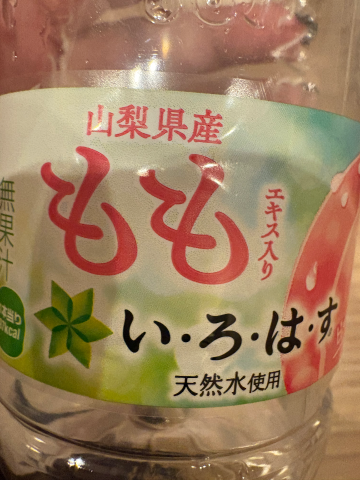 山梨県産
もも
エキス入り
無果汁
い・ろ・は・す
天然水使用